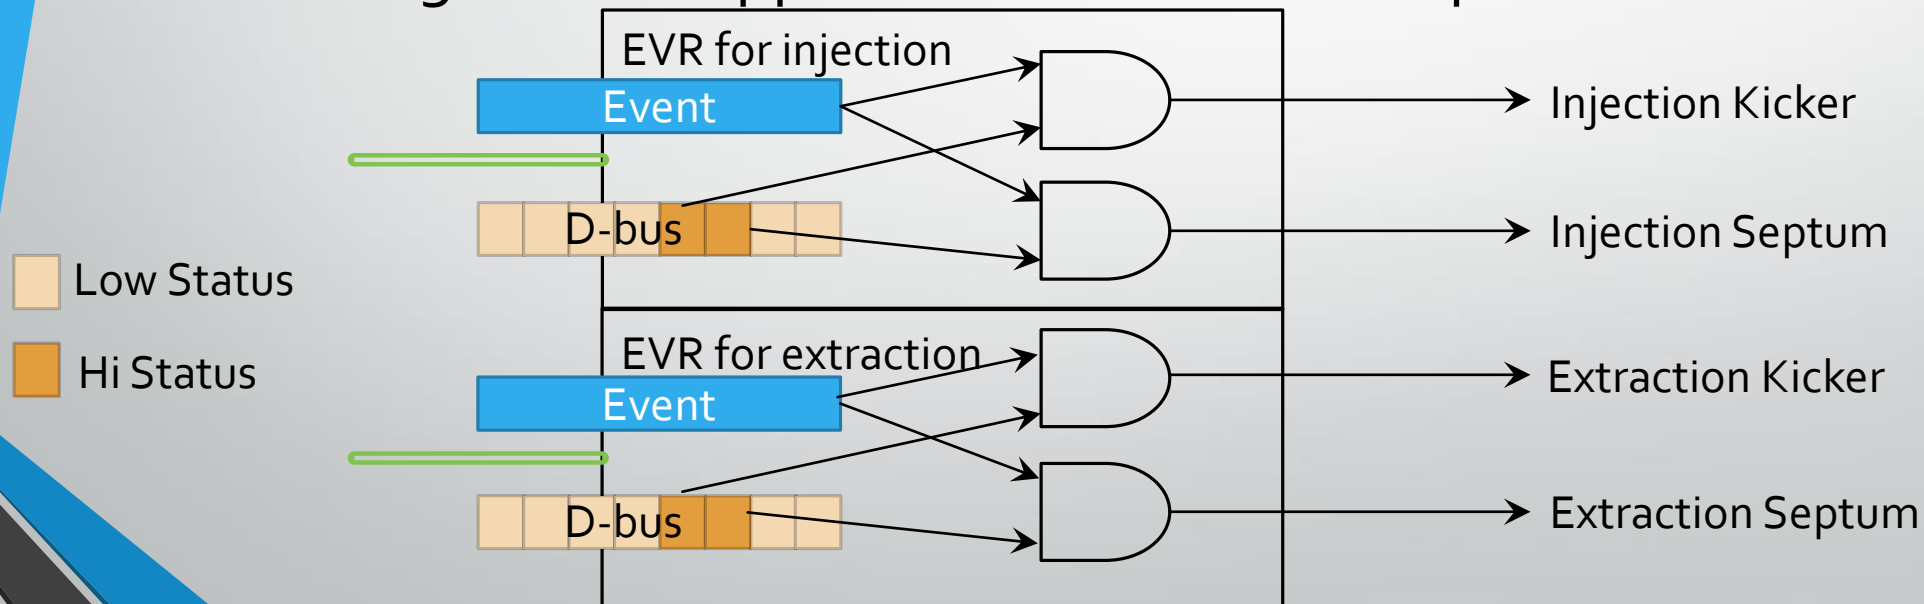 EVR for injection
Event
D-bus
Injection Kicker
Injection Septum
Low Status
Hi Status
EVR for extraction
Event
D-bus
Extraction Kicker
Extraction Septum